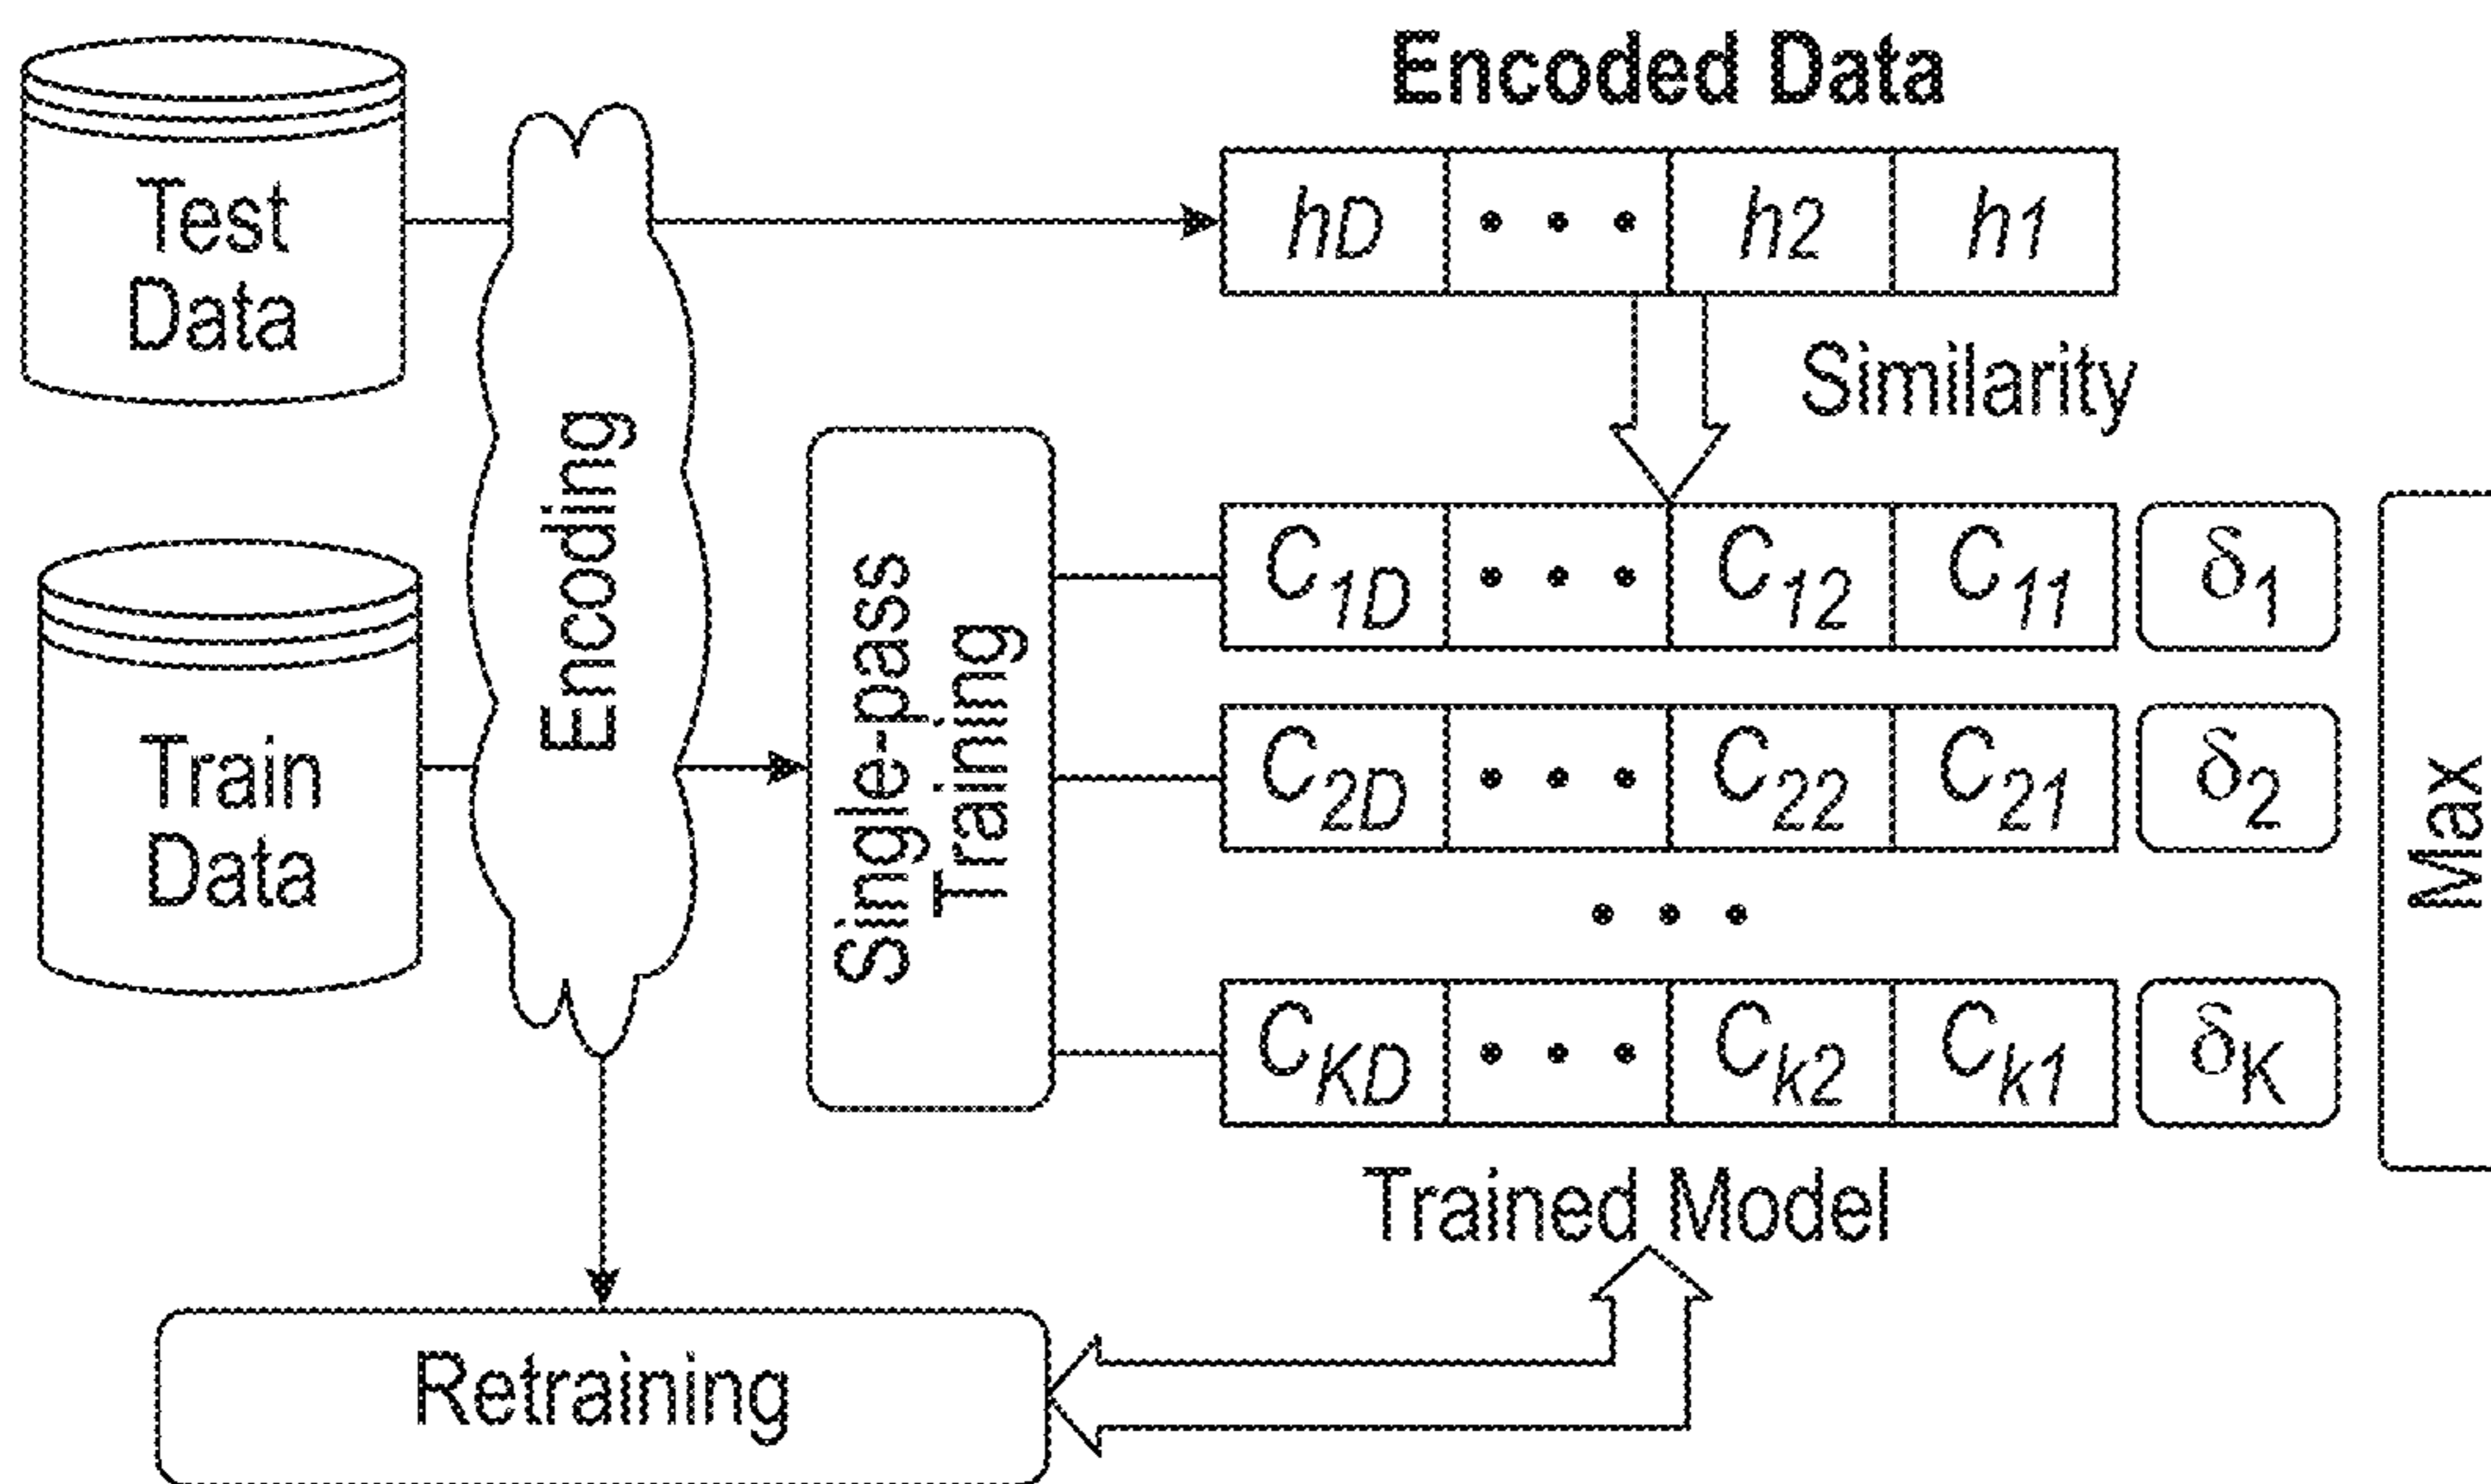 Encoded Data
Test
Data
hD • • • h2 h1
Similarity
Encoding
Single-pass
Training
C1D • • • C12 C11 δ1
Train
Data
C2D • • • C22 C21 δ2
Max
• • •
CKD • • • Ck2 Ck1 δK
Trained Model
Retraining